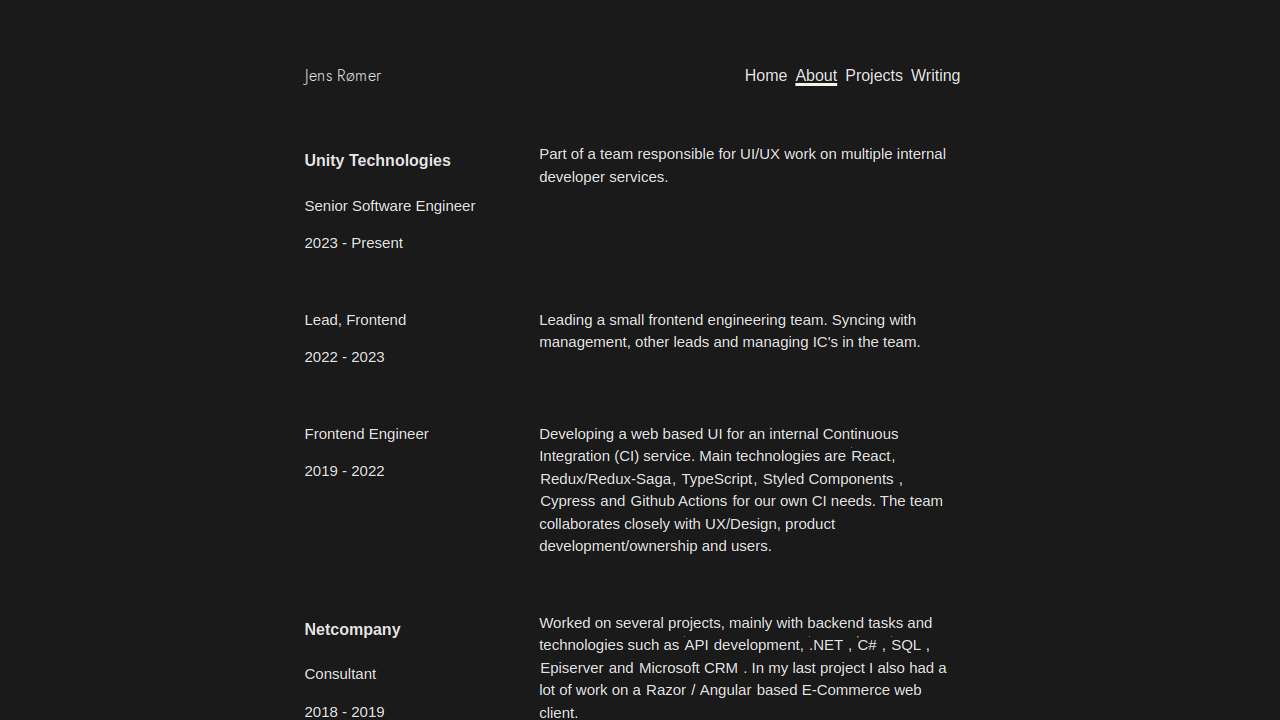 Jens Rømer
Home About Projects Writing
Unity Technologies
Senior Software Engineer
2023 - Present
Part of a team responsible for UI/UX work on multiple internal
developer services.
Lead, Frontend
2022 - 2023
Leading a small frontend engineering team. Syncing with
management, other leads and managing IC's in the team.
Frontend Engineer
2019 - 2022
Developing a web based UI for an internal Continuous
Integration (CI) service. Main technologies are React,
Redux/Redux-Saga, TypeScript, Styled Components ,
Cypress and Github Actions for our own CI needs. The team
collaborates closely with UX/Design, product
development/ownership and users.
Netcompany
Consultant
2018 - 2019
Worked on several projects, mainly with backend tasks and
technologies such as API development, .NET , C# , SQL ,
Episerver and Microsoft CRM . In my last project I also had a
lot of work on a Razor / Angular based E-Commerce web
client.